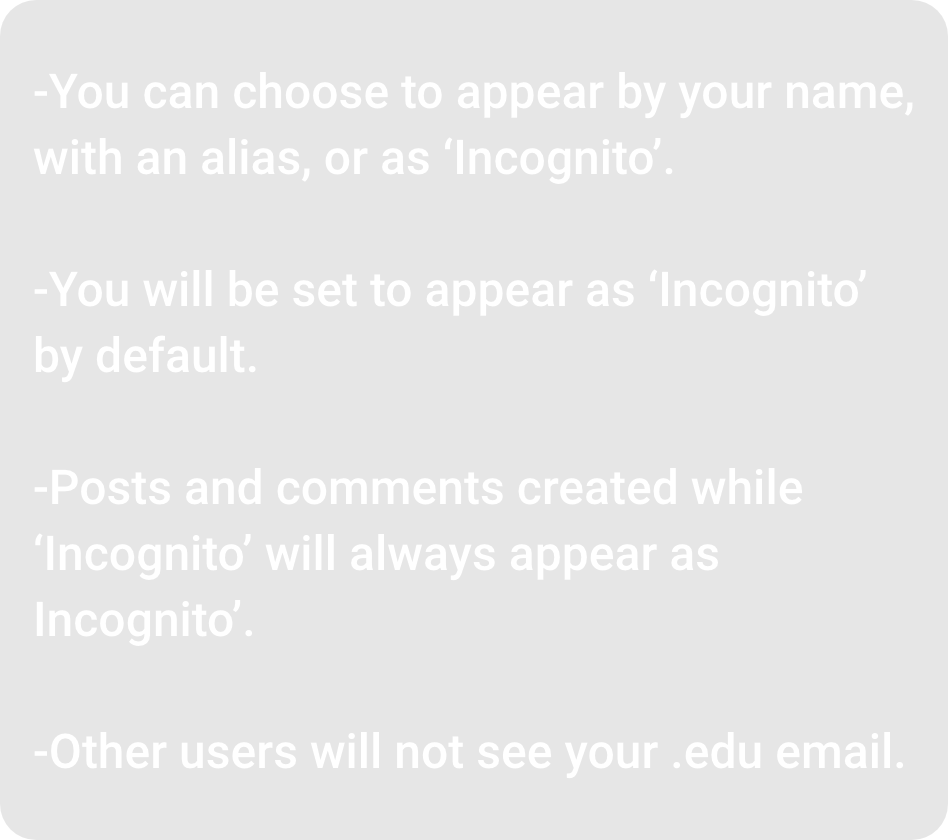 -You can choose to appear by your name,
with an alias, or as ‘Incognito’.
-You will be set to appear as ‘Incognito’
by default.
-Posts and comments created while
‘Incognito’ will always appear as
Incognito’.
-Other users will not see your .edu email.